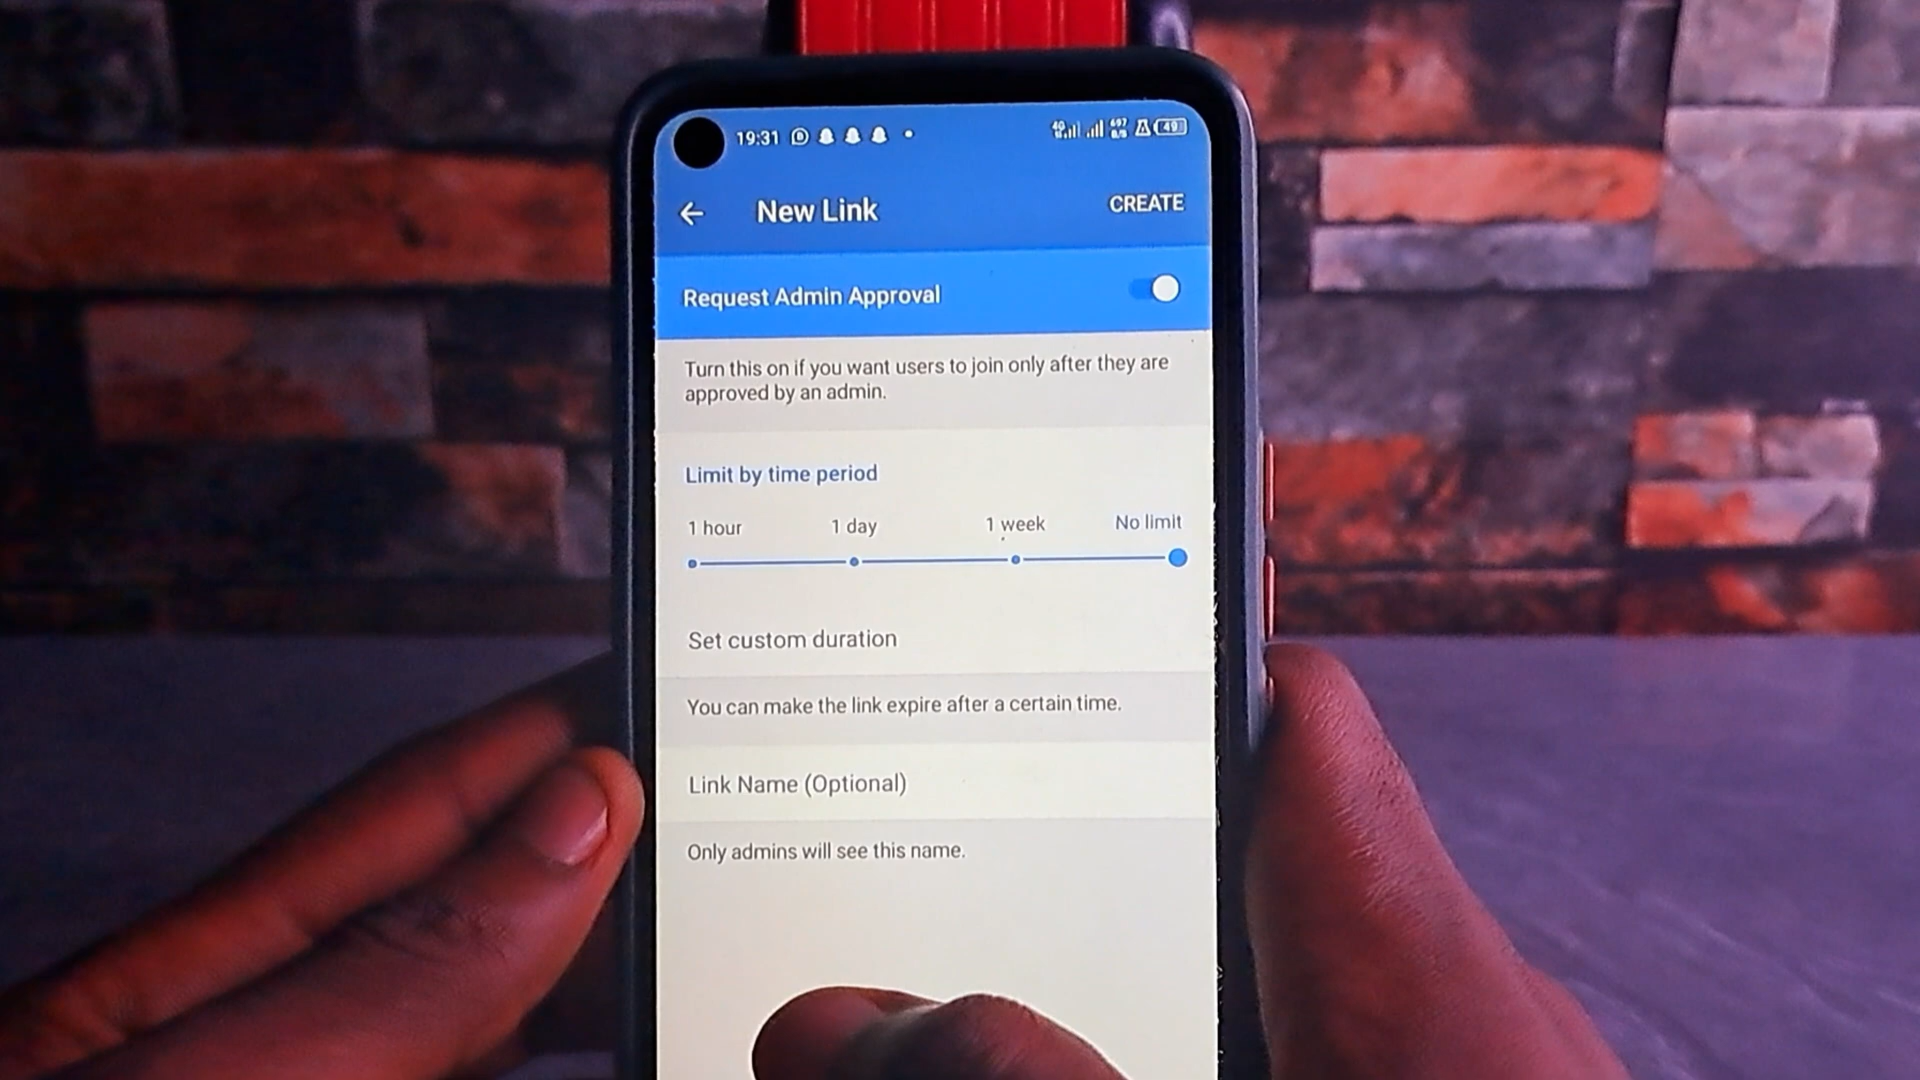 19:31
49
New Link
CREATE
Request Admin Approval
Turn this on if you want users to join only after they are
approved by an admin.
Limit by time period
1 hour 1 day 1 week No limit
Set custom duration
You can make the link expire after a certain time.
Link Name (Optional)
Only admins will see this name.